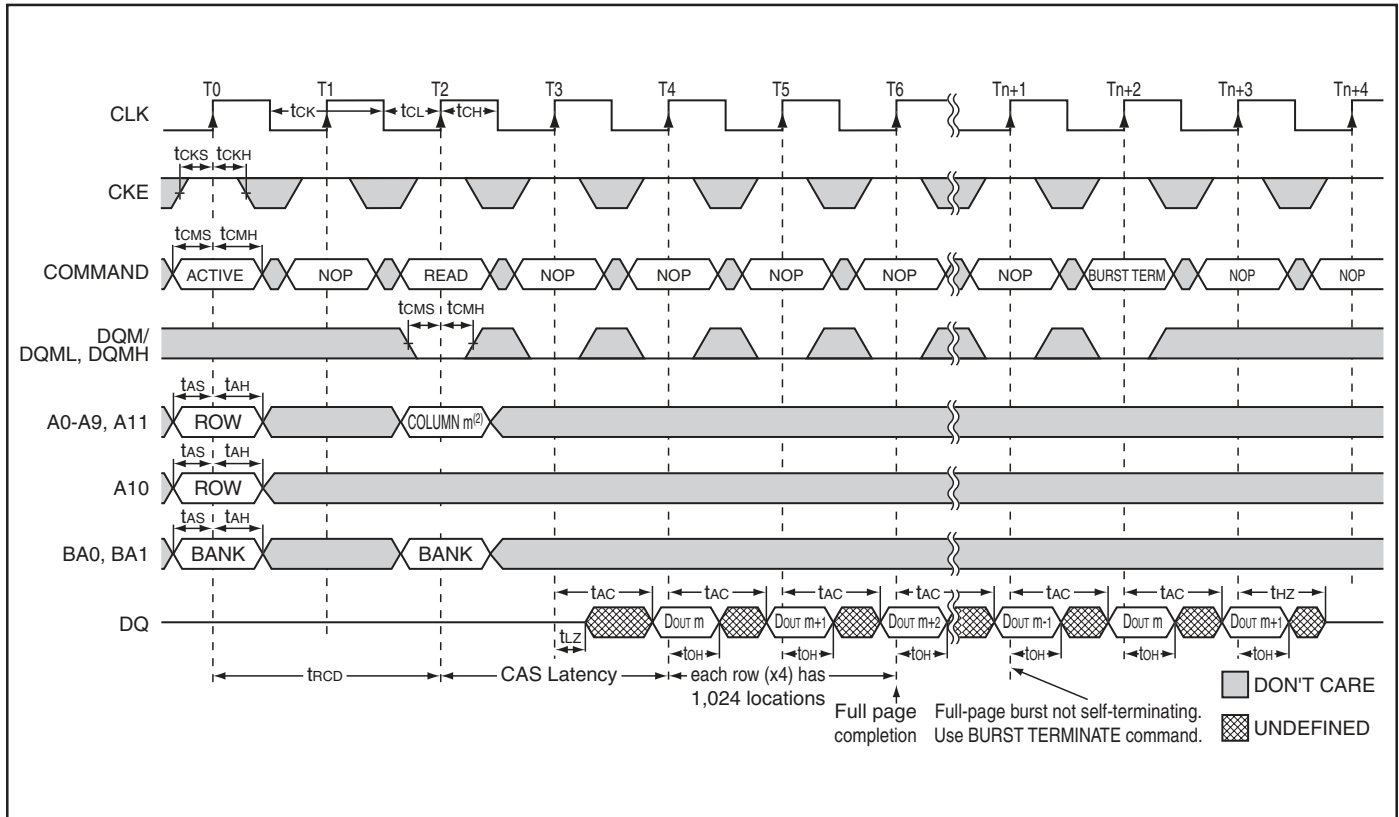 T0 T1 T2 T3 T4 T5 T6 Tn+1 Tn+2 Tn+3 Tn+4
CLK tCK tCL tCH
tCKS tCKH
CKE
tCMS tCMH
COMMAND ACTIVE NOP READ NOP NOP NOP NOP NOP BURST TERM NOP NOP
tCMS tCMH
DQM/
DQML, DQMH
tAS tAH
A0-A9, A11 ROW COLUMN m(2)
tAS tAH
A10 ROW
tAS tAH
BA0, BA1 BANK BANK
tAC tAC tAC tAC tAC tAC tHZ
DQ DOUT m DOUT m+1 DOUT m+2 DOUT m-1 DOUT m DOUT m+1
tLZ tOH tOH tOH tOH tOH tOH
tRCD CAS Latency each row (x4) has
1,024 locations
Full page
completion
Full-page burst not self-terminating.
Use BURST TERMINATE command.
DON'T CARE
UNDEFINED